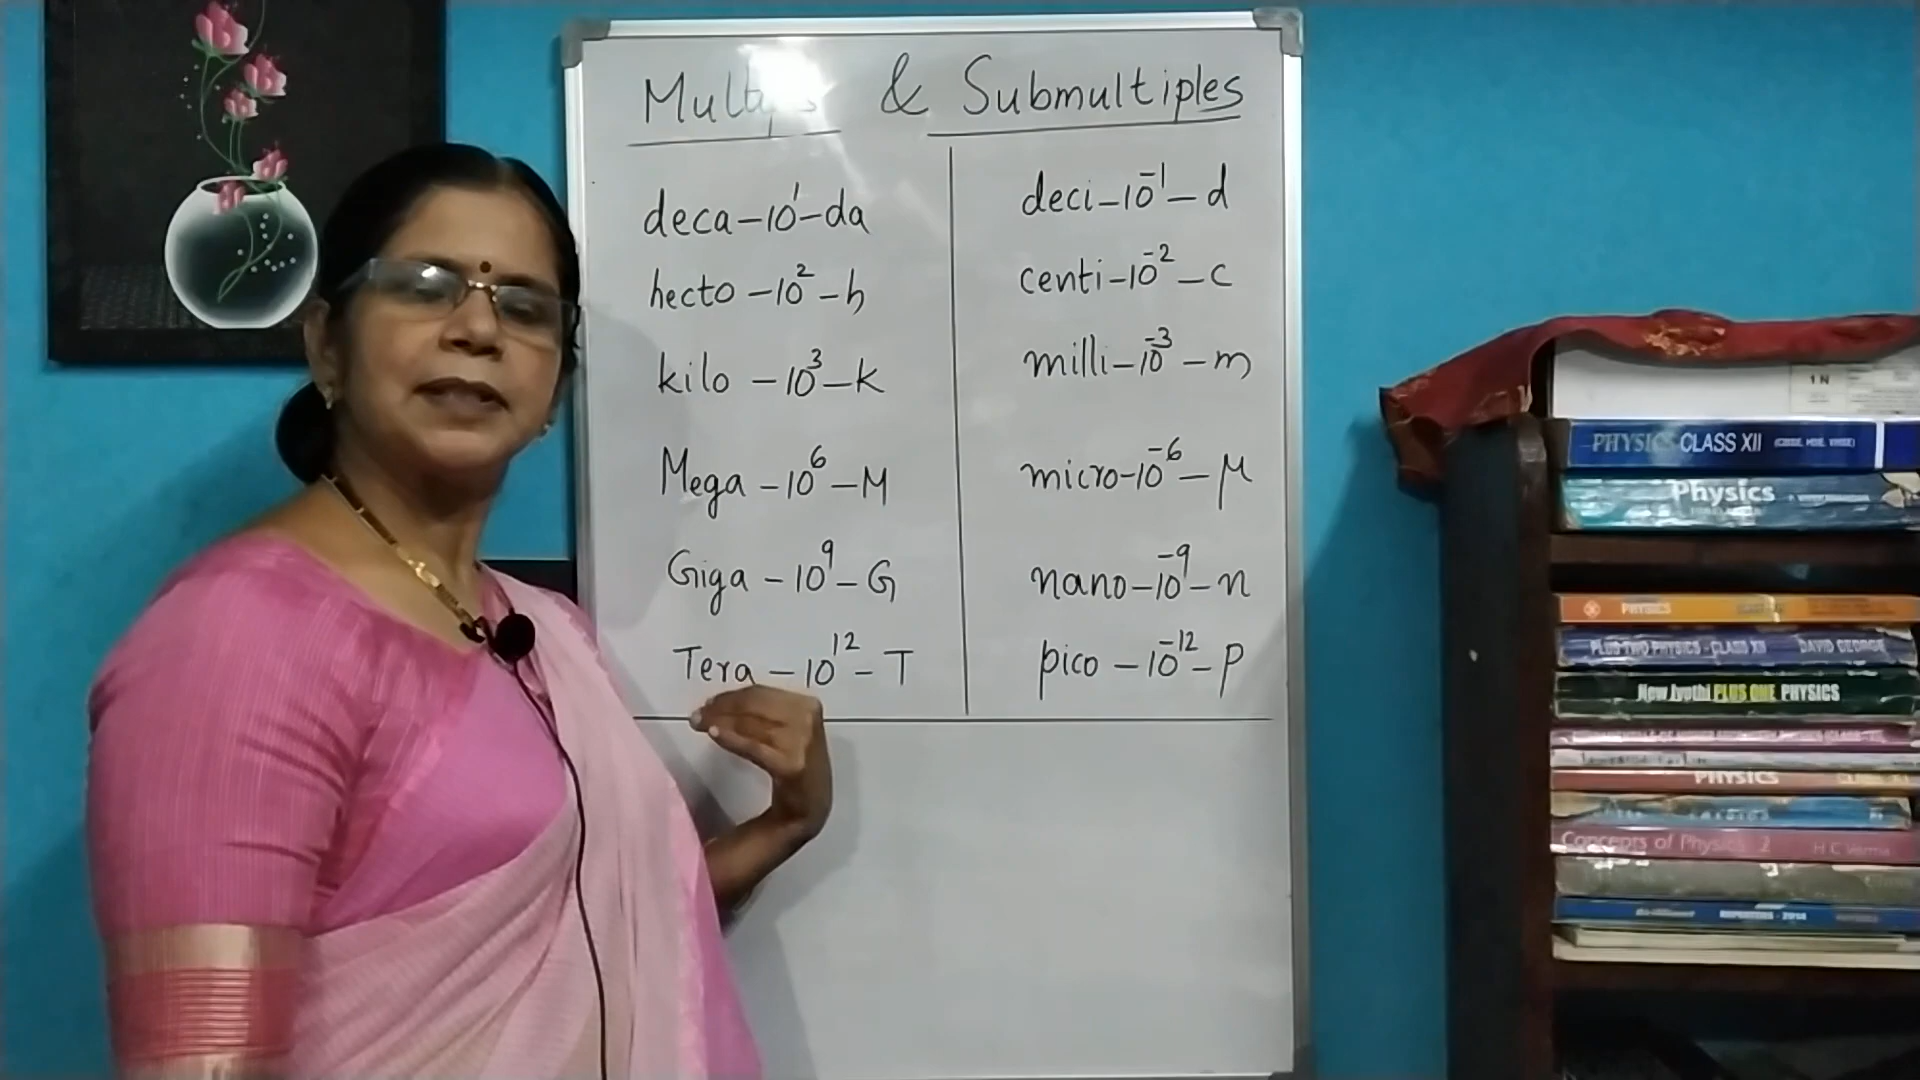 & Submultiples
deca – 10¹ – da
hecto – 10² – h
kilo – 10³ – k
Mega – 10⁶ – M
Giga – 10⁹ – G
Tera – 10¹² – T
deci – 10⁻¹ – d
centi – 10⁻² – c
milli – 10⁻³ – m
micro – 10⁻⁶ – μ
nano – 10⁻⁹ – n
pico – 10⁻¹² – p
1 N
PHYSICS CLASS XII
Physics
PHYSICS
PLUS TWO PHYSICS - CLASS XII DAVID GEORGE
New Jyothi PLUS ONE PHYSICS
PHYSICS
Concepts of Physics 2 H C Verma